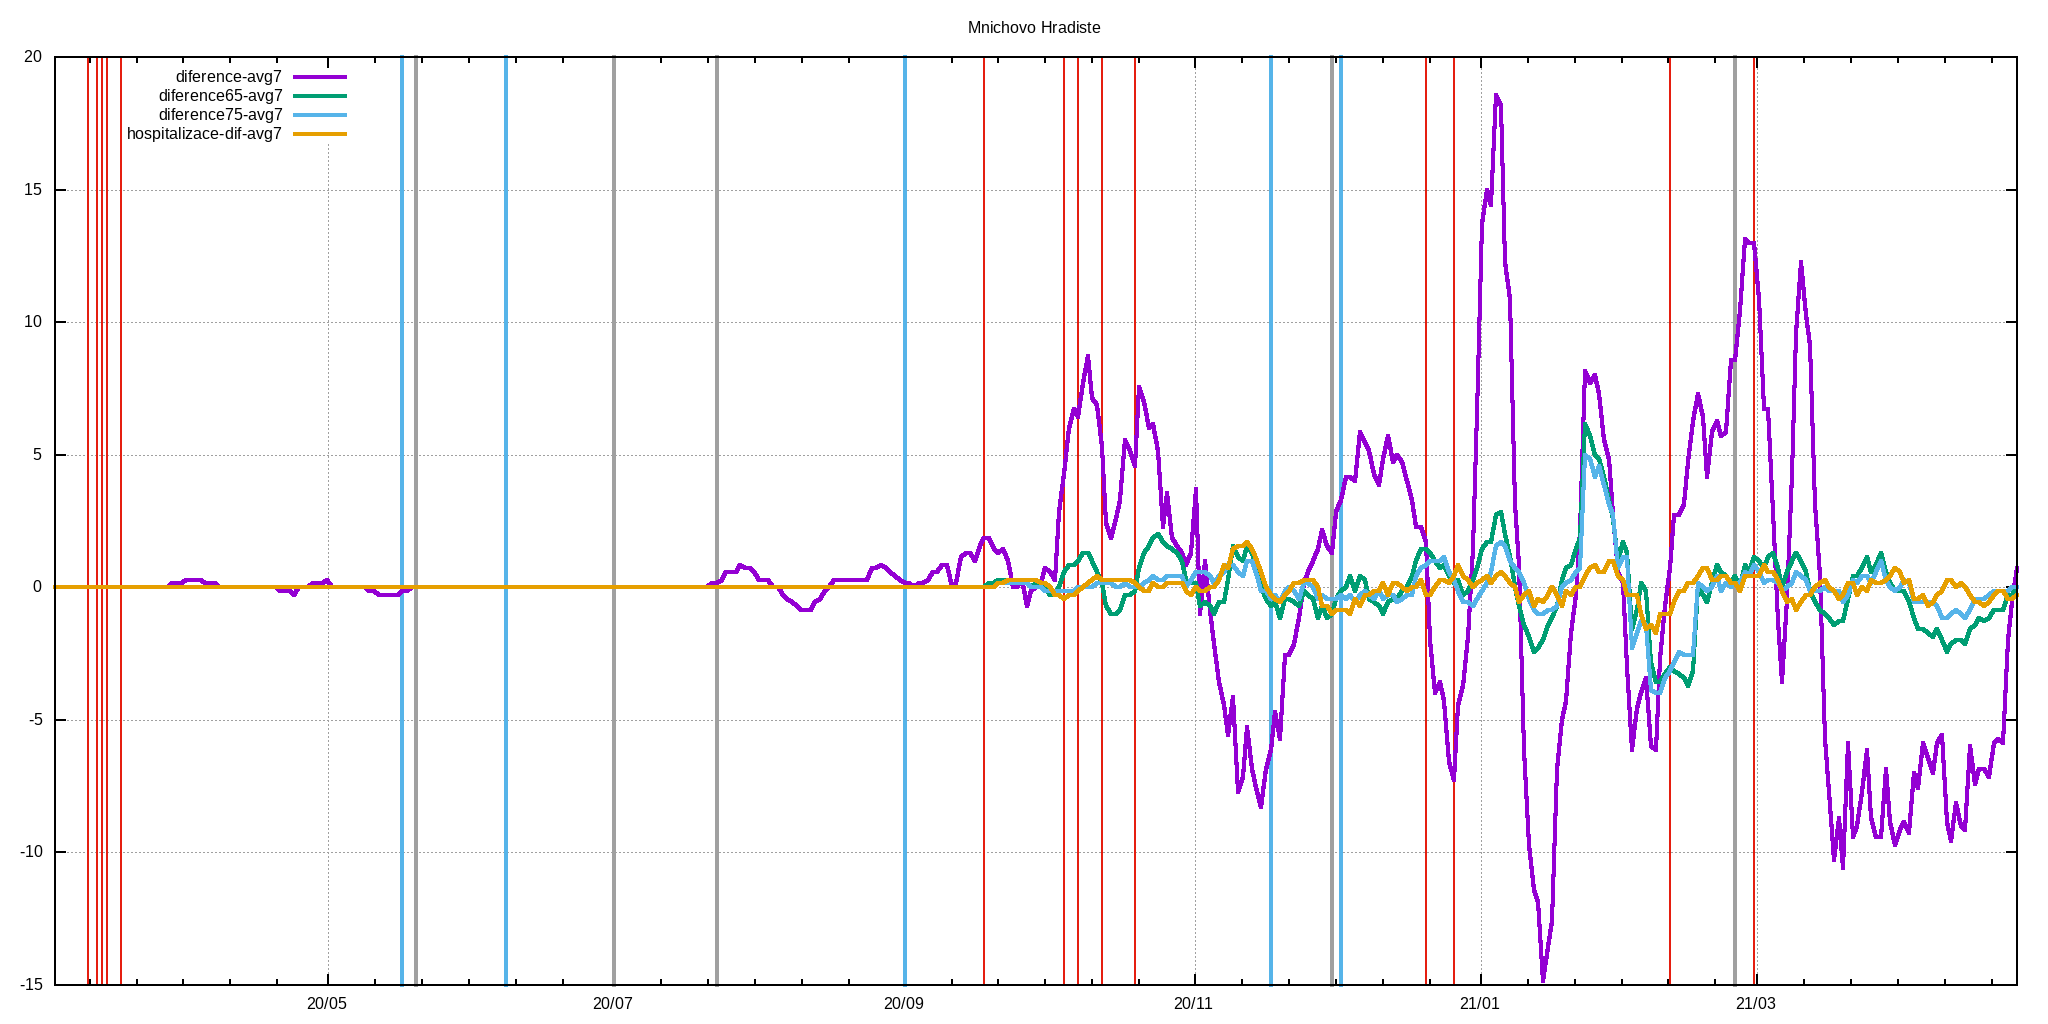 Mnichovo Hradiste
20
15
10
5
0
-5
-10
-15
diference-avg7
diference65-avg7
diference75-avg7
hospitalizace-dif-avg7
20/05
20/07
20/09
20/11
21/01
21/03